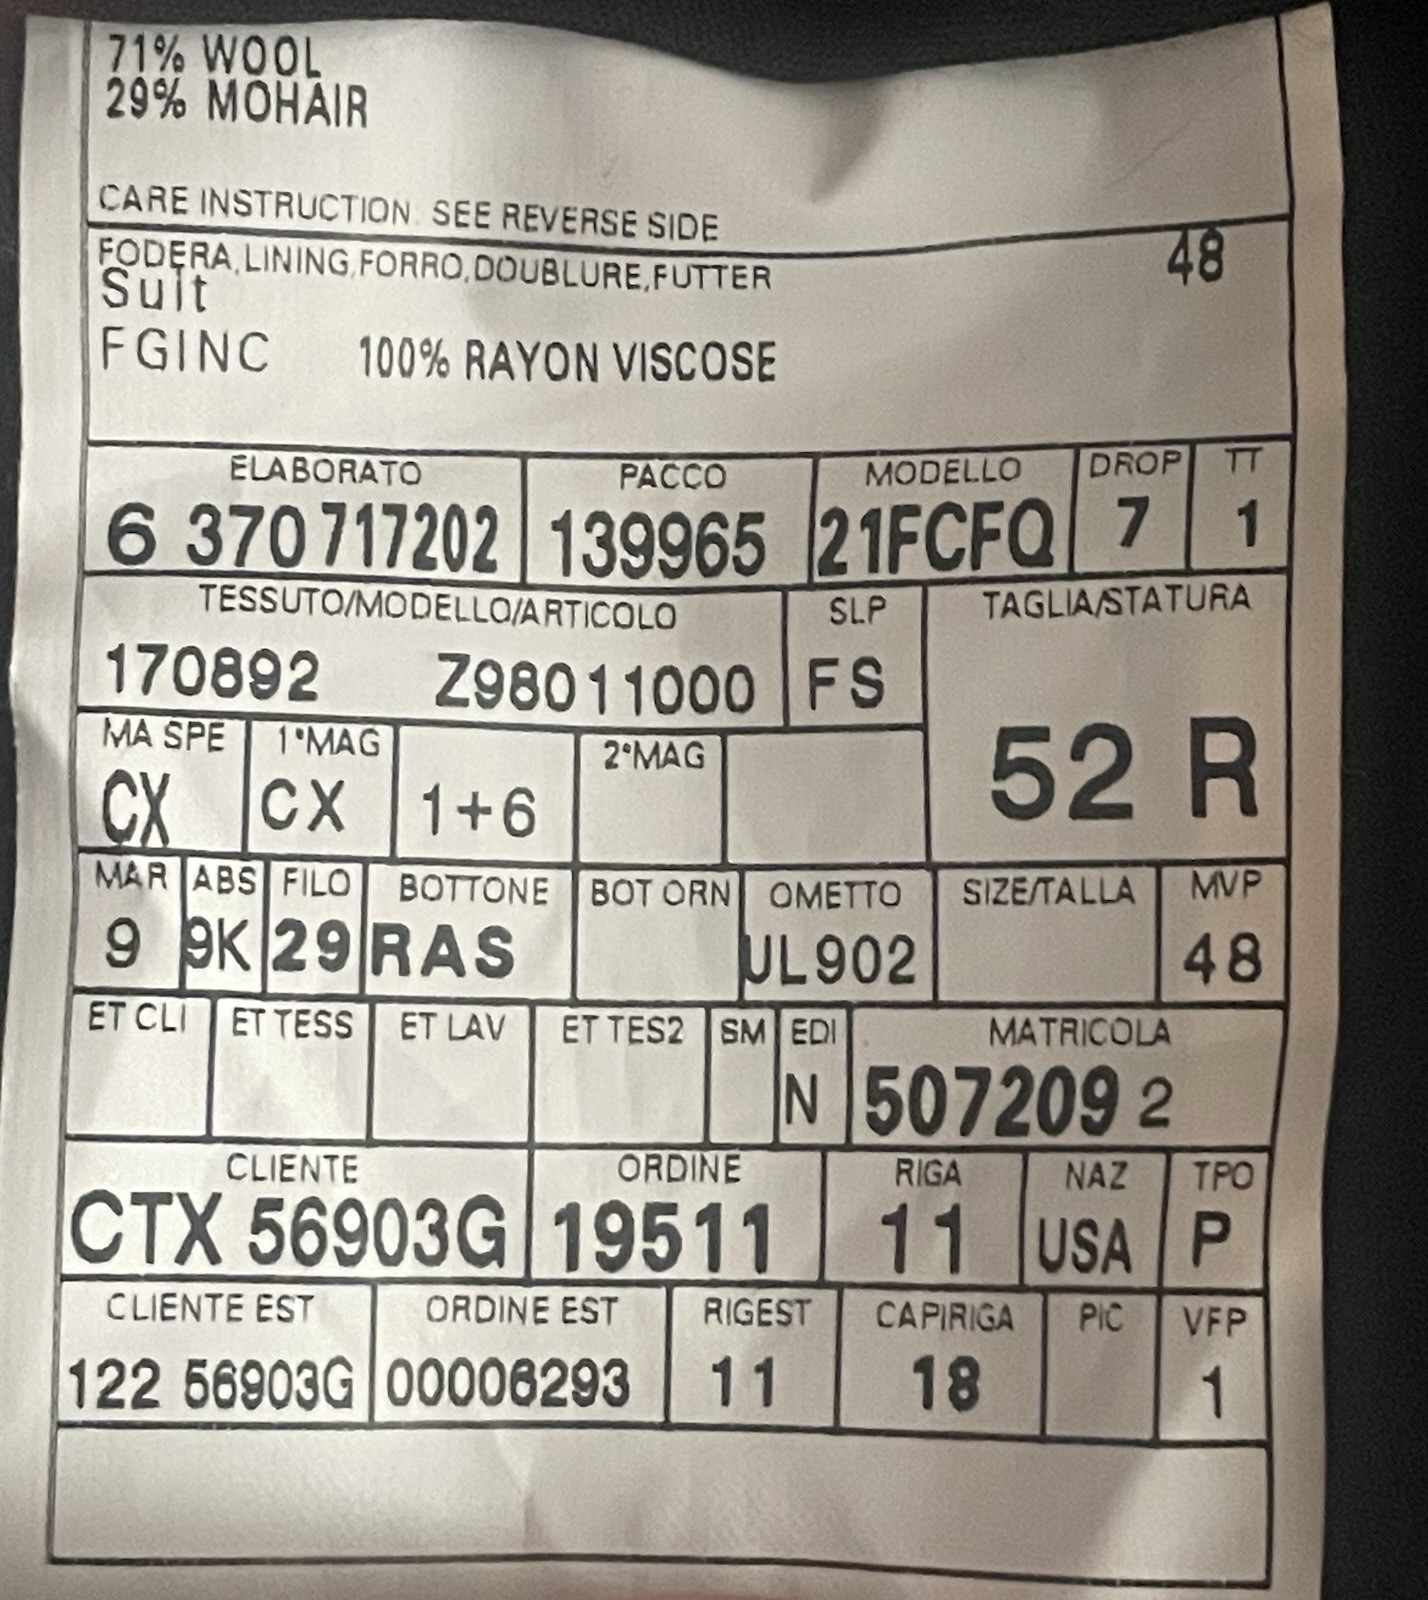 71% WOOL
29% MOHAIR
CARE INSTRUCTION: SEE REVERSE SIDE
FODERA,LINING,FORRO,DOUBLURE,FUTTER 48
Suit
FGINC 100% RAYON VISCOSE
ELABORATO PACCO MODELLO DROP TT
6 370717202 139965 21FCFQ 7 1
TESSUTO/MODELLO/ARTICOLO SLP TAGLIA/STATURA
170892 Z98011000 FS
52 R
MA SPE 1°MAG 2°MAG
CX CX 1+6
MAR ABS FILO BOTTONE BOT ORN OMETTO SIZE/TALLA MVP
9 9K 29 RAS UL902 48
ET CLI ET TESS ET LAV ET TES2 SM EDI MATRICOLA
N 507209 2
CLIENTE ORDINE RIGA NAZ TPO
CTX 56903G 19511 11 USA P
CLIENTE EST ORDINE EST RIGEST CAPIRIGA PIC VFP
122 56903G 00006293 11 18 1